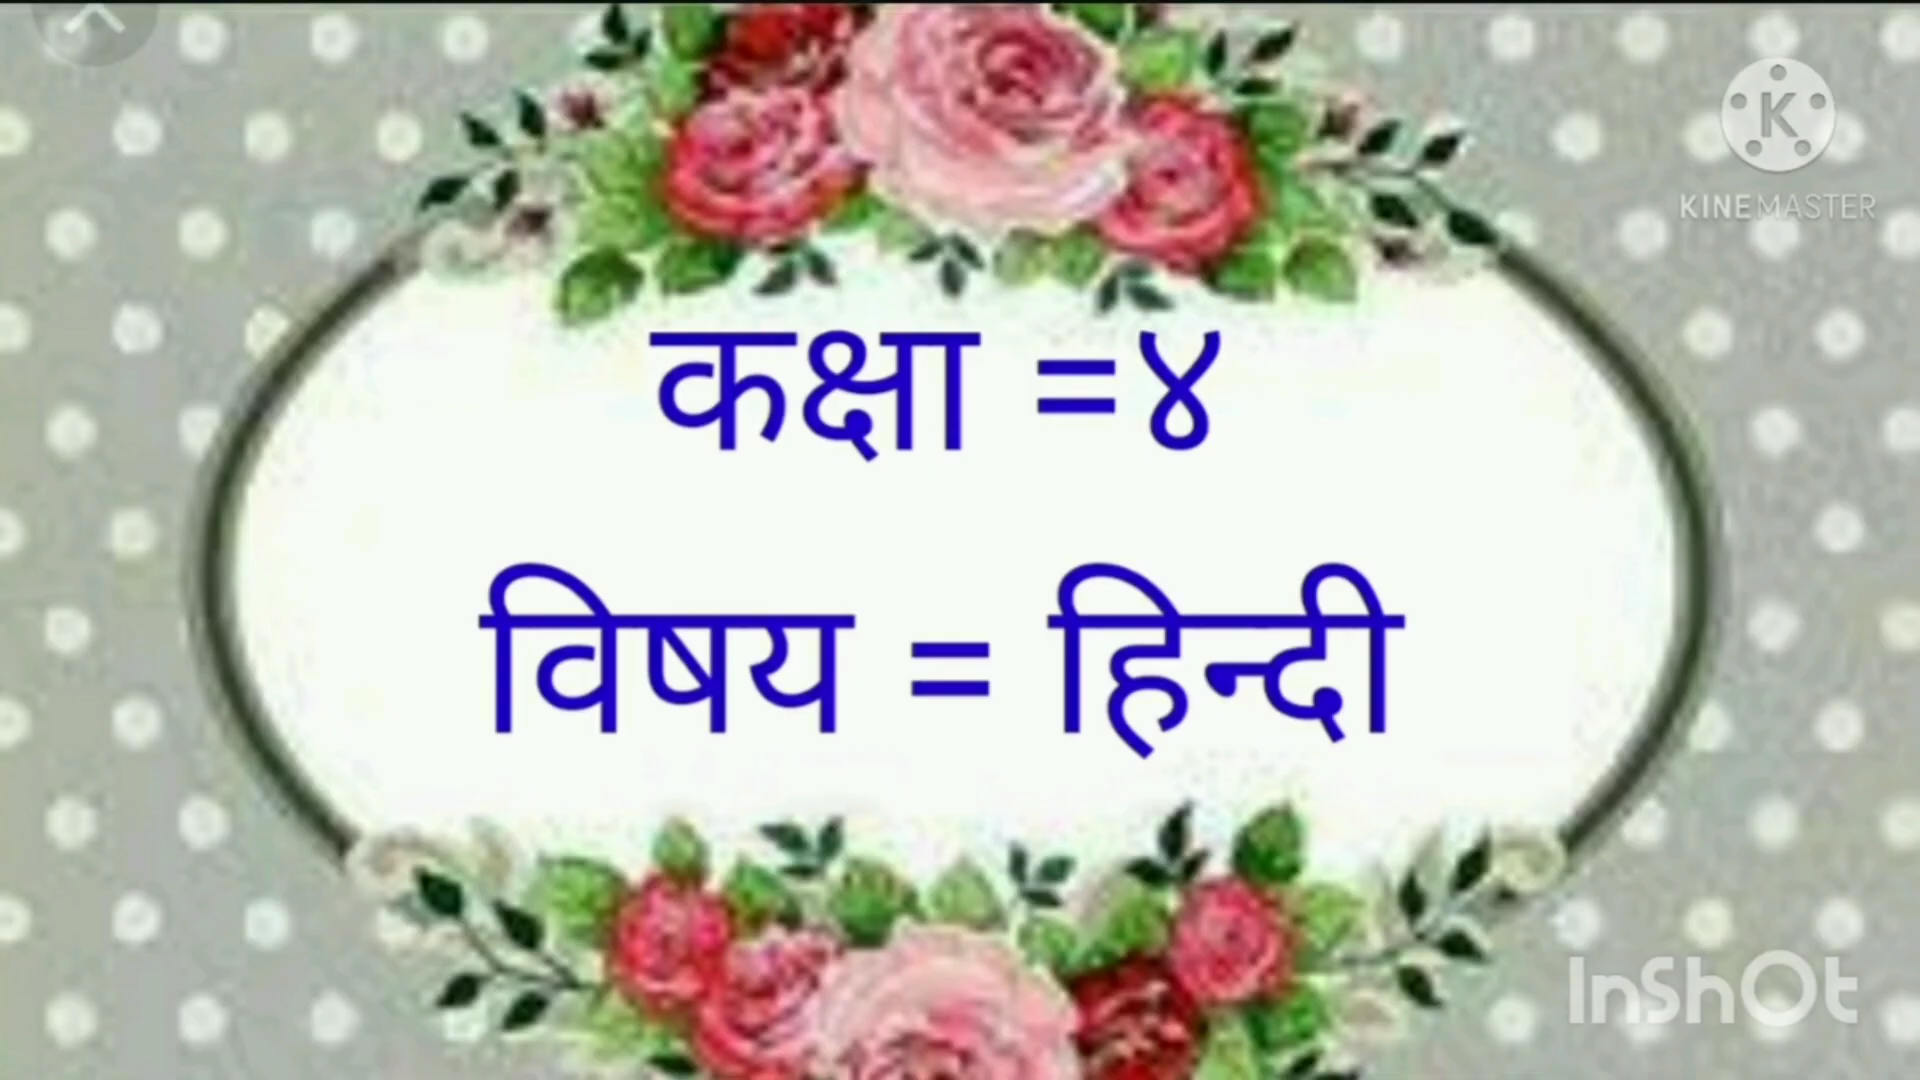 KINEMASTER
कक्षा =४
विषय = हिन्दी
InShOt